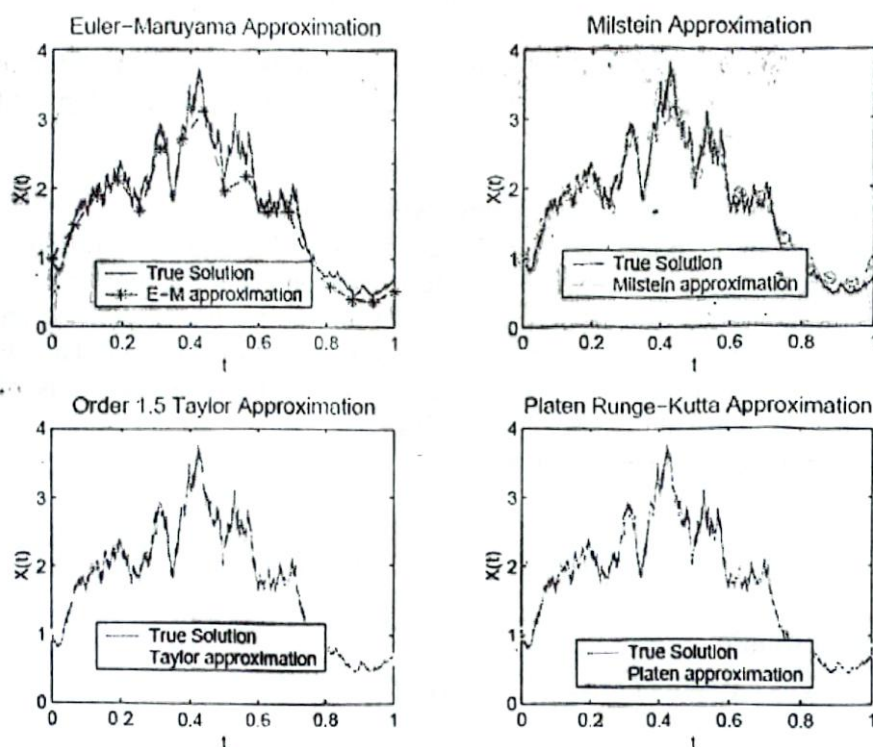 Euler-Maruyama Approximation
4
3
2
1
0
X(t)
True Solution
E-M approximation
0
0.2
0.4
0.6
0.8
1
t
Milstein Approximation
4
3
2
1
0
X(t)
True Solution
Milstein approximation
0
0.2
0.4
0.6
0.8
1
t
Order 1.5 Taylor Approximation
4
3
2
1
0
X(t)
True Solution
Taylor approximation
0
0.2
0.4
0.6
0.8
1
t
Platen Runge-Kutta Approximation
4
3
2
1
0
X(t)
True Solution
Platen approximation
0
0.2
0.4
0.6
0.8
1
t